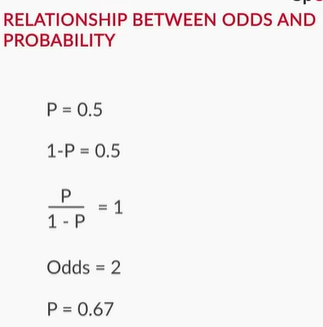 RELATIONSHIP BETWEEN ODDS AND
PROBABILITY
P = 0.5
1-P = 0.5
P
1 - P
= 1
Odds = 2
P = 0.67